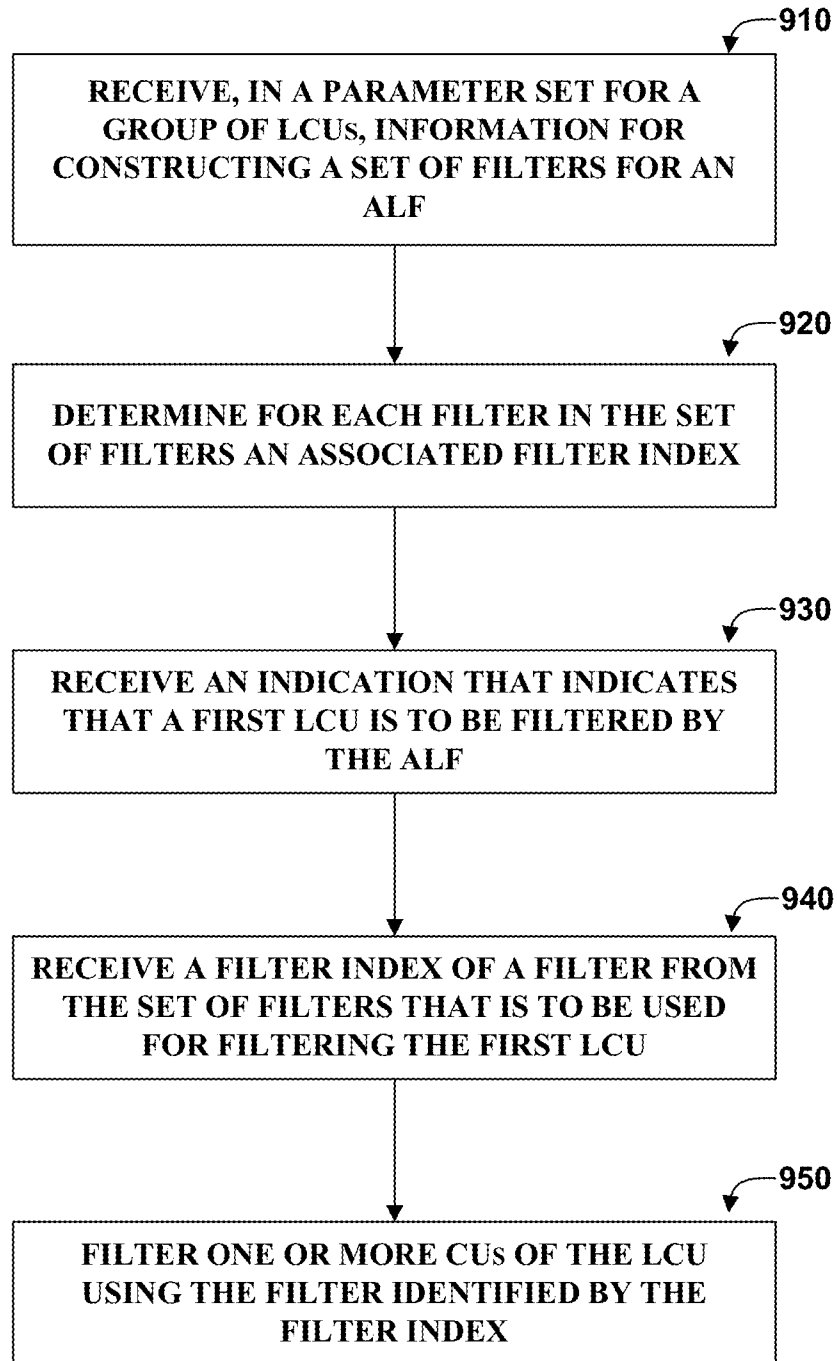 910
RECEIVE, IN A PARAMETER SET FOR A
GROUP OF LCUs, INFORMATION FOR
CONSTRUCTING A SET OF FILTERS FOR AN
ALF
920
DETERMINE FOR EACH FILTER IN THE SET
OF FILTERS AN ASSOCIATED FILTER INDEX
930
RECEIVE AN INDICATION THAT INDICATES
THAT A FIRST LCU IS TO BE FILTERED BY
THE ALF
940
RECEIVE A FILTER INDEX OF A FILTER FROM
THE SET OF FILTERS THAT IS TO BE USED
FOR FILTERING THE FIRST LCU
950
FILTER ONE OR MORE CUs OF THE LCU
USING THE FILTER IDENTIFIED BY THE
FILTER INDEX